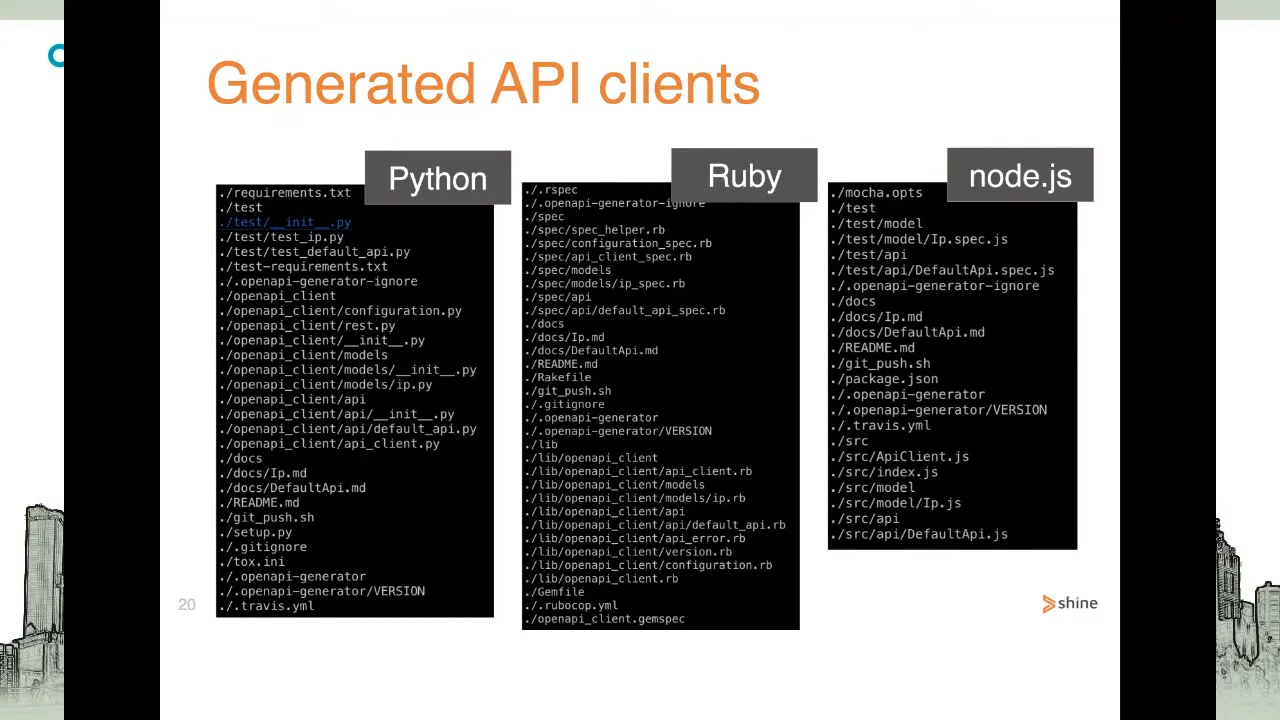 Generated API clients
Python
./requirements.txt
./test
./test/__init__.py
./test/test_ip.py
./test/test_default_api.py
./test-requirements.txt
./.openapi-generator-ignore
./openapi_client
./openapi_client/configuration.py
./openapi_client/rest.py
./openapi_client/__init__.py
./openapi_client/models
./openapi_client/models/__init__.py
./openapi_client/models/ip.py
./openapi_client/api
./openapi_client/api/__init__.py
./openapi_client/api/default_api.py
./openapi_client/api_client.py
./docs
./docs/Ip.md
./docs/DefaultApi.md
./README.md
./git_push.sh
./setup.py
./.gitignore
./tox.ini
./.openapi-generator
./.openapi-generator/VERSION
./.travis.yml
Ruby
./.rspec
./.openapi-generator-ignore
./spec
./spec/spec_helper.rb
./spec/configuration_spec.rb
./spec/api_client_spec.rb
./spec/models
./spec/models/ip_spec.rb
./spec/api
./spec/api/default_api_spec.rb
./docs
./docs/Ip.md
./docs/DefaultApi.md
./README.md
./Rakefile
./git_push.sh
./.gitignore
./.openapi-generator
./.openapi-generator/VERSION
./lib
./lib/openapi_client
./lib/openapi_client/api_client.rb
./lib/openapi_client/models
./lib/openapi_client/models/ip.rb
./lib/openapi_client/api
./lib/openapi_client/api/default_api.rb
./lib/openapi_client/api_error.rb
./lib/openapi_client/version.rb
./lib/openapi_client/configuration.rb
./lib/openapi_client.rb
./Gemfile
./.rubocop.yml
./openapi_client.gemspec
node.js
./mocha.opts
./test
./test/model
./test/model/Ip.spec.js
./test/api
./test/api/DefaultApi.spec.js
./.openapi-generator-ignore
./docs
./docs/Ip.md
./docs/DefaultApi.md
./README.md
./git_push.sh
./package.json
./.openapi-generator
./.openapi-generator/VERSION
./.travis.yml
./src
./src/ApiClient.js
./src/index.js
./src/model
./src/model/Ip.js
./src/api
./src/api/DefaultApi.js
20
shine